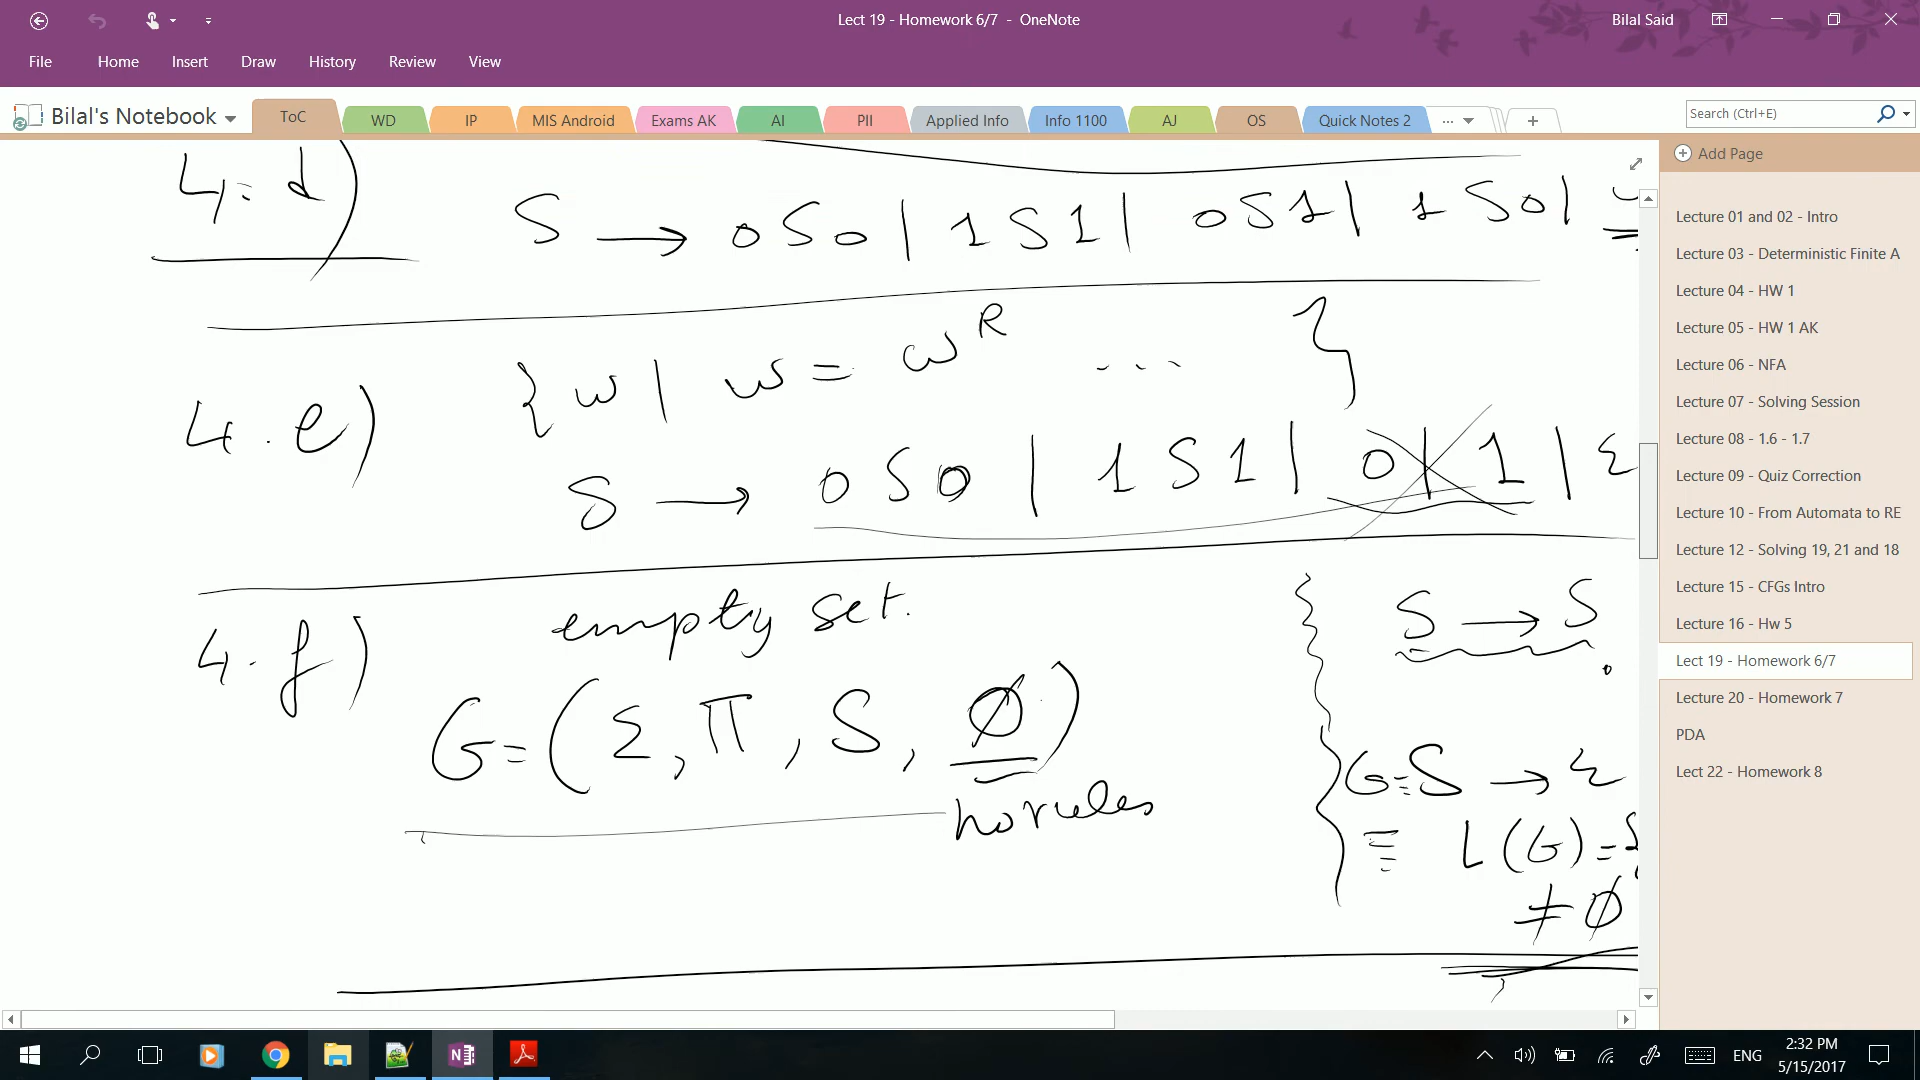 Lect 19 - Homework 6/7 - OneNote
Bilal Said
File Home Insert Draw History Review View
Bilal's Notebook
ToC WD IP MIS Android Exams AK AI PII Applied Info Info 1100 AJ OS Quick Notes 2 ... +
Search (Ctrl+E)
Add Page
Lecture 01 and 02 - Intro
Lecture 03 - Deterministic Finite A
Lecture 04 - HW 1
Lecture 05 - HW 1 AK
Lecture 06 - NFA
Lecture 07 - Solving Session
Lecture 08 - 1.6 - 1.7
Lecture 09 - Quiz Correction
Lecture 10 - From Automata to RE
Lecture 12 - Solving 19, 21 and 18
Lecture 15 - CFGs Intro
Lecture 16 - Hw 5
Lect 19 - Homework 6/7
Lecture 20 - Homework 7
PDA
Lect 22 - Homework 8
4. d)
S → 0S0 | 1S1 | 0S1 | 1S0 |
{ w | w = w^R ... }
4. e)
S → 0S0 | 1S1 | 0 | 1 | ε
4. f)
empty set.
G = (Σ, Π, S, ∅)
no rules
S → S
G = S → ε
L(G) = {
≠ ∅
ENG
2:32 PM
5/15/2017